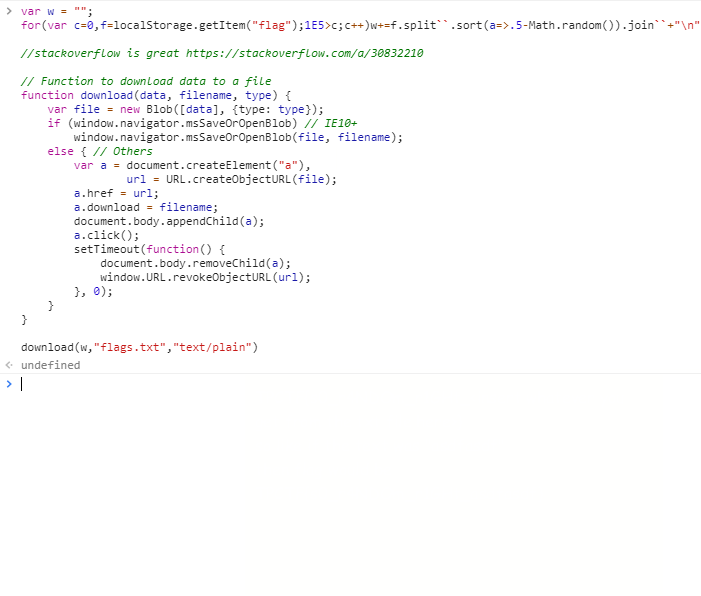 > var w = "";
for(var c=0,f=localStorage.getItem("flag");1E5>c;c++)w+=f.split``.sort(a=>.5-Math.random()).join``+"\n"
//stackoverflow is great https://stackoverflow.com/a/30832210
// Function to download data to a file
function download(data, filename, type) {
    var file = new Blob([data], {type: type});
    if (window.navigator.msSaveOrOpenBlob) // IE10+
        window.navigator.msSaveOrOpenBlob(file, filename);
    else { // Others
        var a = document.createElement("a"),
                url = URL.createObjectURL(file);
        a.href = url;
        a.download = filename;
        document.body.appendChild(a);
        a.click();
        setTimeout(function() {
            document.body.removeChild(a);
            window.URL.revokeObjectURL(url);
        }, 0);
    }
}
download(w,"flags.txt","text/plain")
undefined
>